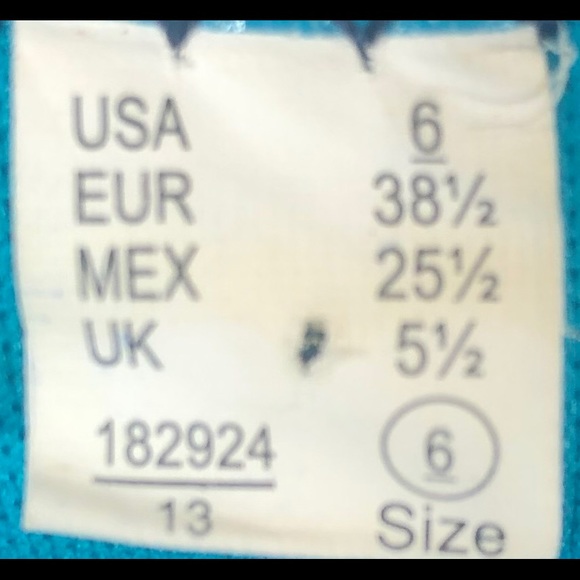 USA 6
EUR 38½
MEX 25½
UK 5½
182924 6
13 Size